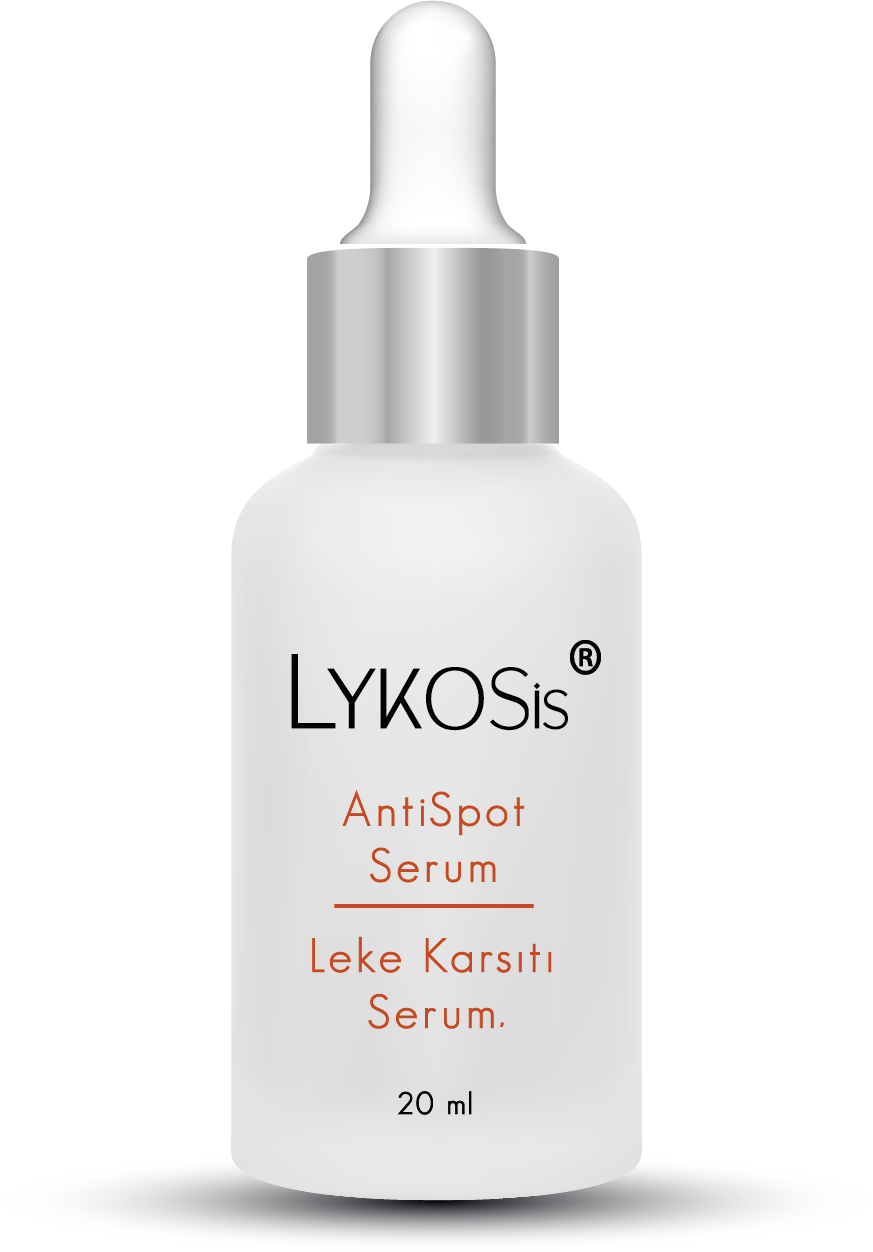 LYKOSis®
AntiSpot
Serum
Leke Karsıtı
Serum.
20 ml